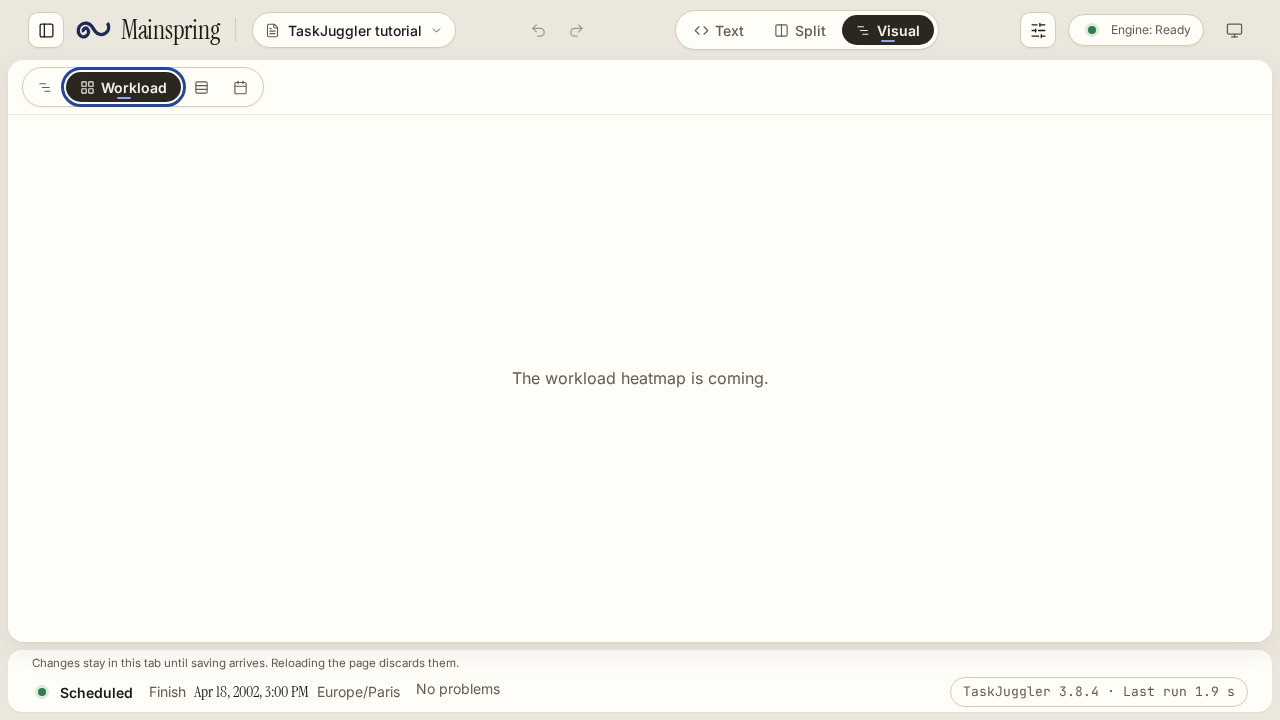 Mainspring
TaskJuggler tutorial
Text
Split
Visual
Engine: Ready
Workload
The workload heatmap is coming.
Changes stay in this tab until saving arrives. Reloading the page discards them.
Scheduled Finish Apr 18, 2002, 3:00 PM Europe/Paris No problems
TaskJuggler 3.8.4 · Last run 1.9 s